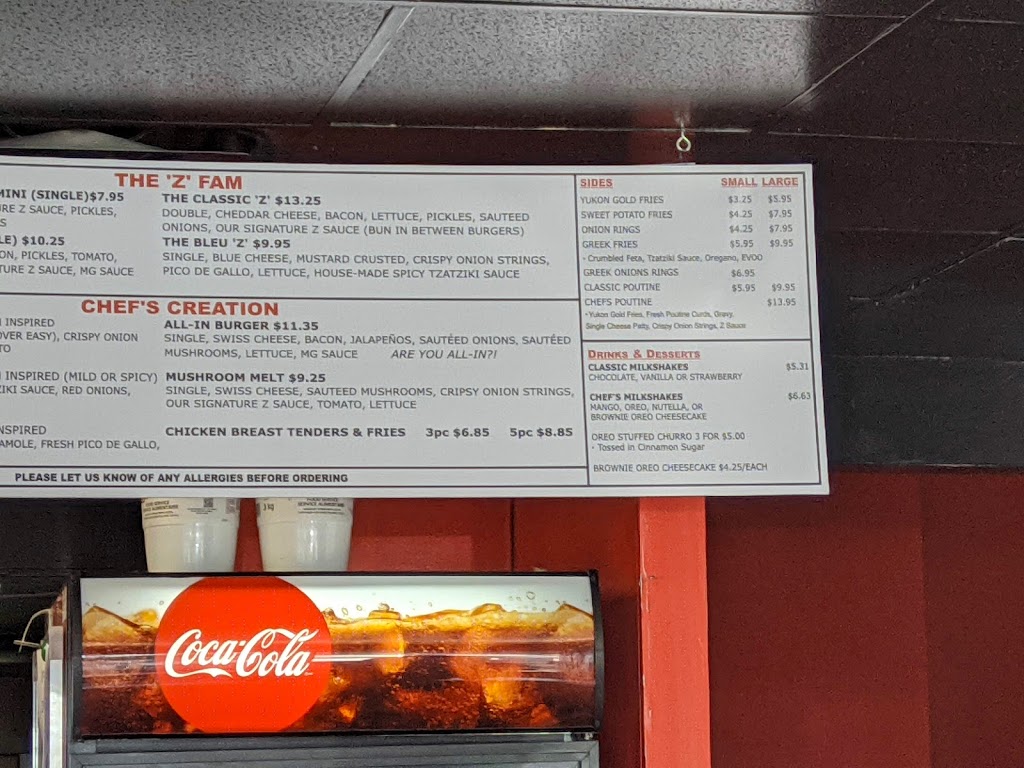 THE 'Z' FAM
MINI (SINGLE)$7.95
RE Z SAUCE, PICKLES,
S
LE) $10.25
ON, PICKLES, TOMATO,
TURE Z SAUCE, MG SAUCE
THE CLASSIC 'Z' $13.25
DOUBLE, CHEDDAR CHEESE, BACON, LETTUCE, PICKLES, SAUTEED
ONIONS, OUR SIGNATURE Z SAUCE (BUN IN BETWEEN BURGERS)
THE BLEU 'Z' $9.95
SINGLE, BLUE CHEESE, MUSTARD CRUSTED, CRISPY ONION STRINGS,
PICO DE GALLO, LETTUCE, HOUSE-MADE SPICY TZATZIKI SAUCE
CHEF'S CREATION
INSPIRED
OVER EASY), CRISPY ONION
TO
INSPIRED (MILD OR SPICY)
ZIKI SAUCE, RED ONIONS,
NSPIRED
AMOLE, FRESH PICO DE GALLO,
ALL-IN BURGER $11.35
SINGLE, SWISS CHEESE, BACON, JALAPEÑOS, SAUTÉED ONIONS, SAUTÉED
MUSHROOMS, LETTUCE, MG SAUCE ARE YOU ALL-IN?!
MUSHROOM MELT $9.25
SINGLE, SWISS CHEESE, SAUTEED MUSHROOMS, CRIPSY ONION STRINGS,
OUR SIGNATURE Z SAUCE, TOMATO, LETTUCE
CHICKEN BREAST TENDERS & FRIES 3pc $6.85 5pc $8.85
PLEASE LET US KNOW OF ANY ALLERGIES BEFORE ORDERING
SIDES SMALL LARGE
YUKON GOLD FRIES $3.25 $5.95
SWEET POTATO FRIES $4.25 $7.95
ONION RINGS $4.25 $7.95
GREEK FRIES $5.95 $9.95
· Crumbled Feta, Tzatziki Sauce, Oregano, EVOO
GREEK ONIONS RINGS $6.95
CLASSIC POUTINE $5.95 $9.95
CHEFS POUTINE $13.95
· Yukon Gold Fries, Fresh Poutine Curds, Gravy,
Single Cheese Patty, Crispy Onion Strings, Z Sauce
DRINKS & DESSERTS
CLASSIC MILKSHAKES $5.31
CHOCOLATE, VANILLA OR STRAWBERRY
CHEF'S MILKSHAKES $6.63
MANGO, OREO, NUTELLA, OR
BROWNIE OREO CHEESECAKE
OREO STUFFED CHURRO 3 FOR $5.00
· Tossed in Cinnamon Sugar
BROWNIE OREO CHEESECAKE $4.25/EACH
3 kg
Coca-Cola